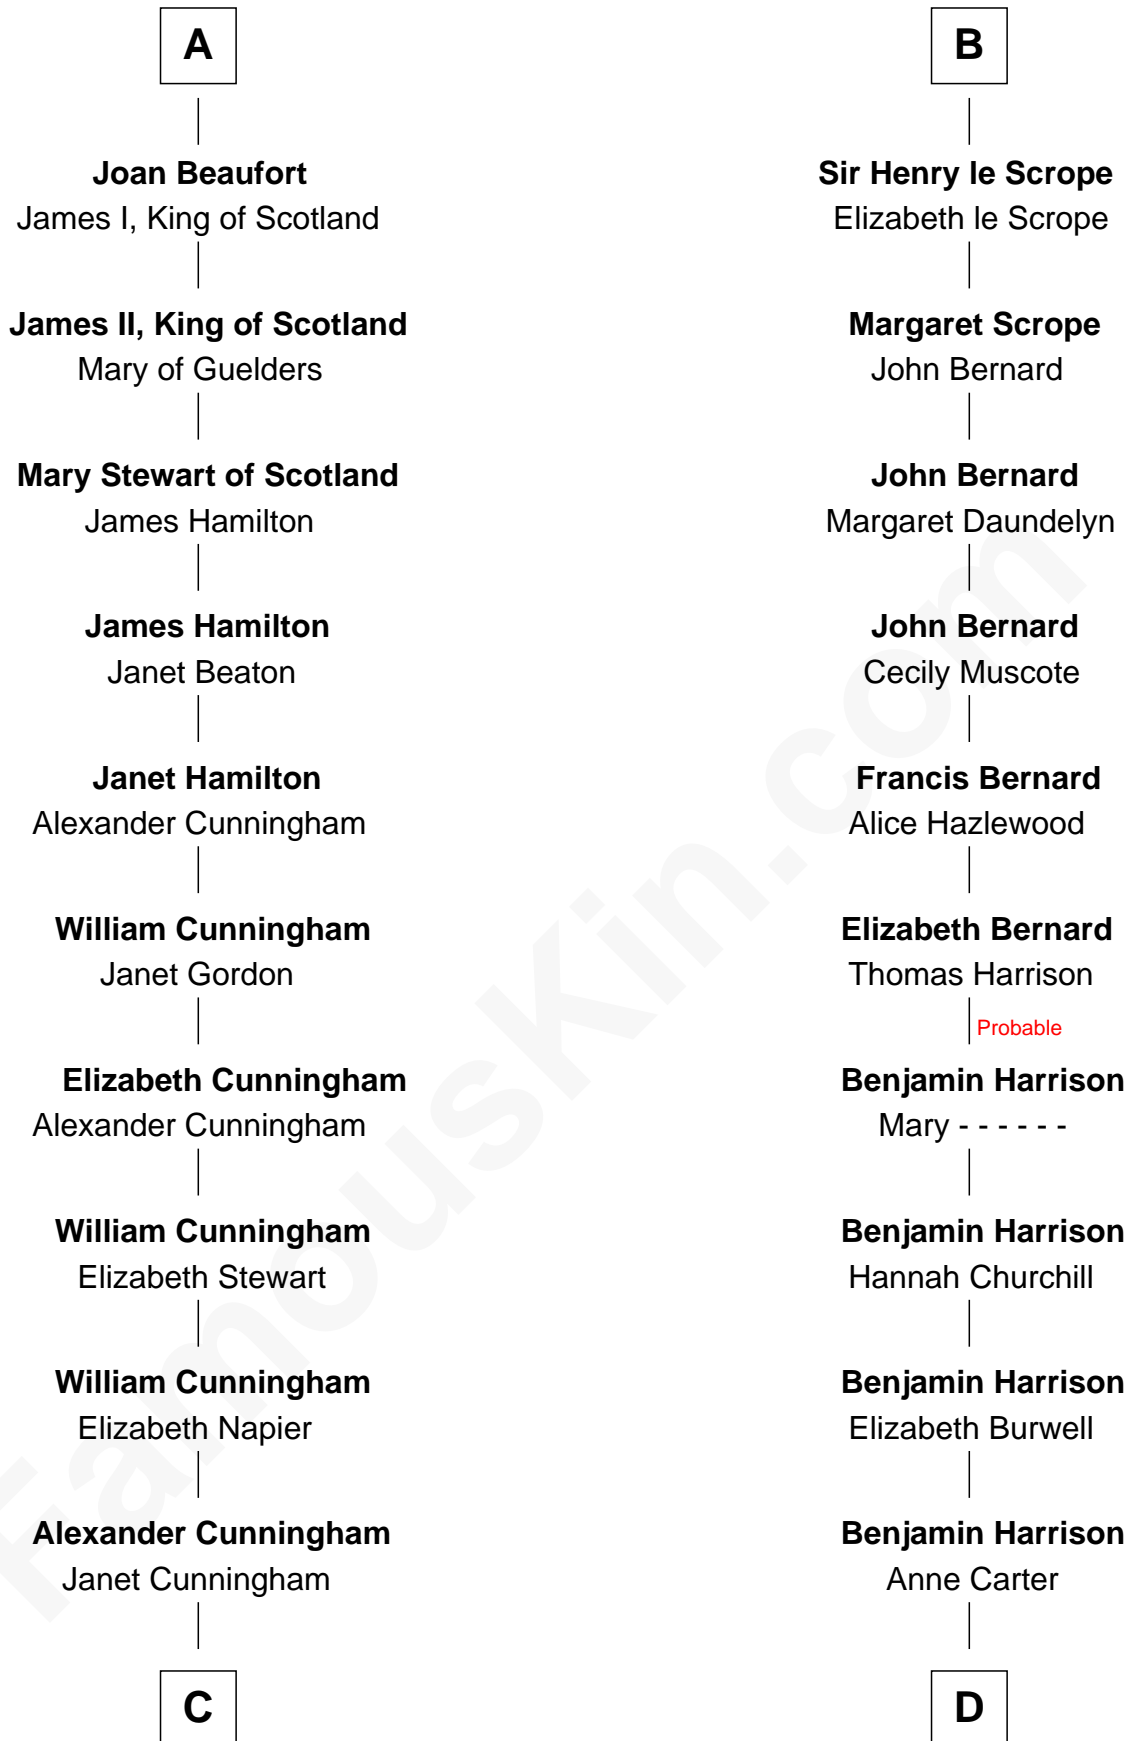 A
Joan Beaufort
James I, King of Scotland
James II, King of Scotland
Mary of Guelders
Mary Stewart of Scotland
James Hamilton
James Hamilton
Janet Beaton
Janet Hamilton
Alexander Cunningham
William Cunningham
Janet Gordon
Elizabeth Cunningham
Alexander Cunningham
William Cunningham
Elizabeth Stewart
William Cunningham
Elizabeth Napier
Alexander Cunningham
Janet Cunningham
C
B
Sir Henry le Scrope
Elizabeth le Scrope
Margaret Scrope
John Bernard
John Bernard
Margaret Daundelyn
John Bernard
Cecily Muscote
Francis Bernard
Alice Hazlewood
Elizabeth Bernard
Thomas Harrison
Probable
Benjamin Harrison
Mary - - - - - -
Benjamin Harrison
Hannah Churchill
Benjamin Harrison
Elizabeth Burwell
Benjamin Harrison
Anne Carter
D
FamousKin.com